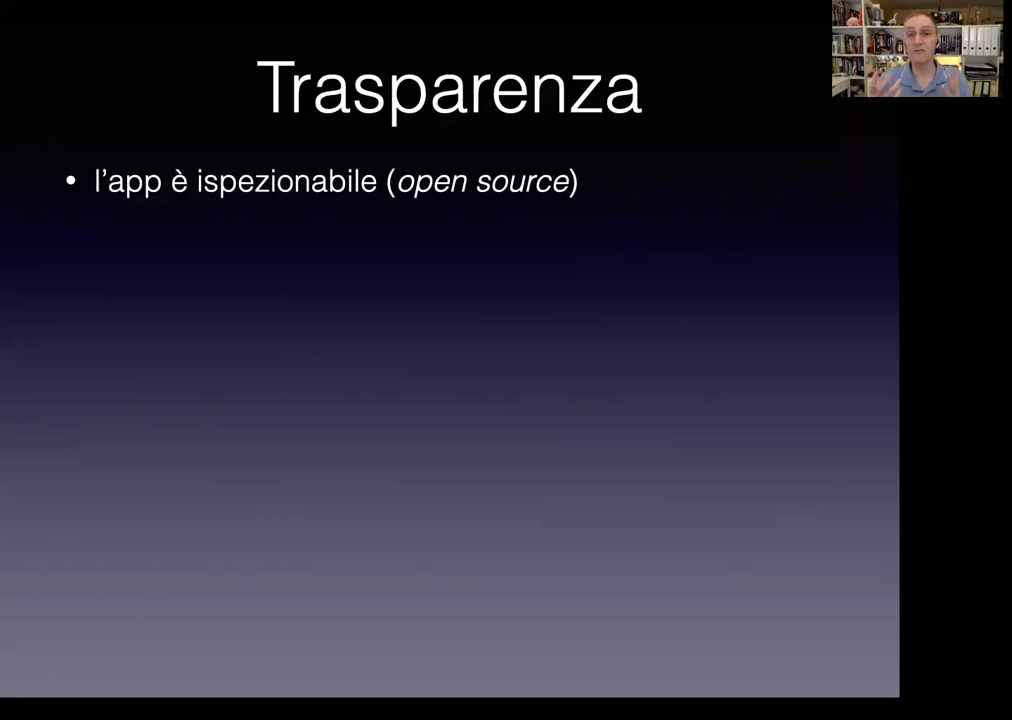 Trasparenza
• l’app è ispezionabile (open source)